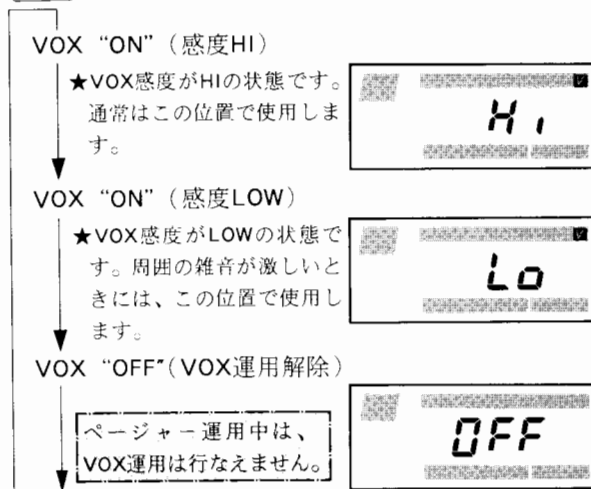 VOX “ON”（感度HI）
★VOX感度がHIの状態です。
通常はこの位置で使用しま
す。
Hi
VOX “ON”（感度LOW）
★VOX感度がLOWの状態で
す。周囲の雑音が激しいと
きには、この位置で使用し
ます。
Lo
VOX “OFF”（VOX運用解除）
ページャー運用中は、
VOX運用は行なえません。
OFF